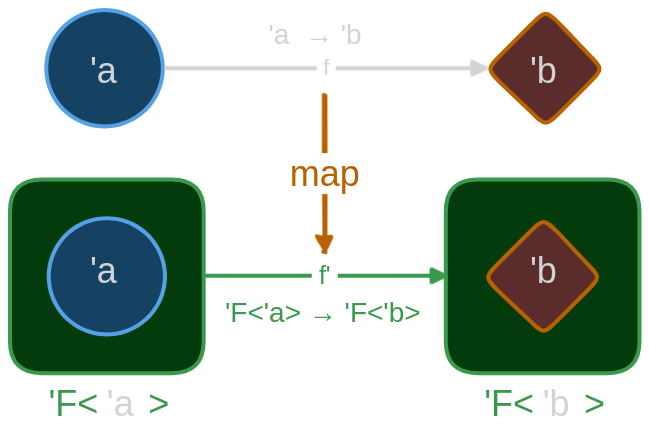 'a → 'b
'a
f
'b
map
'a
f'
'b
'F<'a> → 'F<'b>
'F< 'a >
'F< 'b >